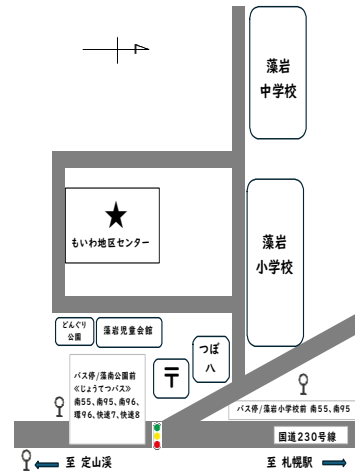 藻岩
中学校
★
もいわ地区センター
藻岩
小学校
どんぐり
公園
藻岩児童会館
つぼ
八
〒
バス停/藻南公園前
≪じょうてつバス≫
南55、南95、南96、
環96、快速7、快速8
バス停/藻岩小学校前 南55、南95
国道230号線
至 定山渓
至 札幌駅